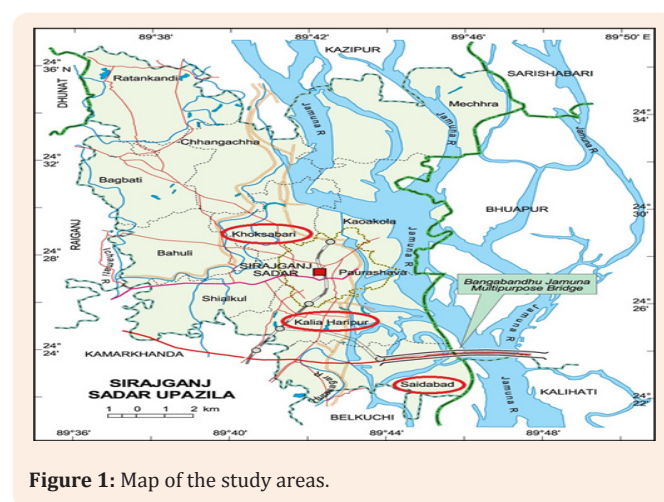 89°38' 89°42' 89°46' 89°50' E
KAZIPUR
24° 36' N
DHUNAT
Ratankandi
SARISHABARI
Jamuna R
Mechhra
Jamuna R
Jamuna R
24° 34'
Chhangachha
24° 32'
Bagbati
24° 30'
Kaoakola
BHUAPUR
Khoksabari
RAIGANJ
24° 28'
Bahuli
SIRAJGANJ SADAR
Paurashava
Jamuna R
Bangabandhu Jamuna
Multipurpose Bridge
Shialkul
Kalia Haripur
Jamuna R
24° 24'
KAMARKHANDA
SIRAJGANJ
SADAR UPAZILA
1 0 1 2 km
Saidabad
Jamuna R
KALIHATI
24° 22'
BELKUCHI
89°36' 89°40' 89°44' 89°48'
Figure 1: Map of the study areas.